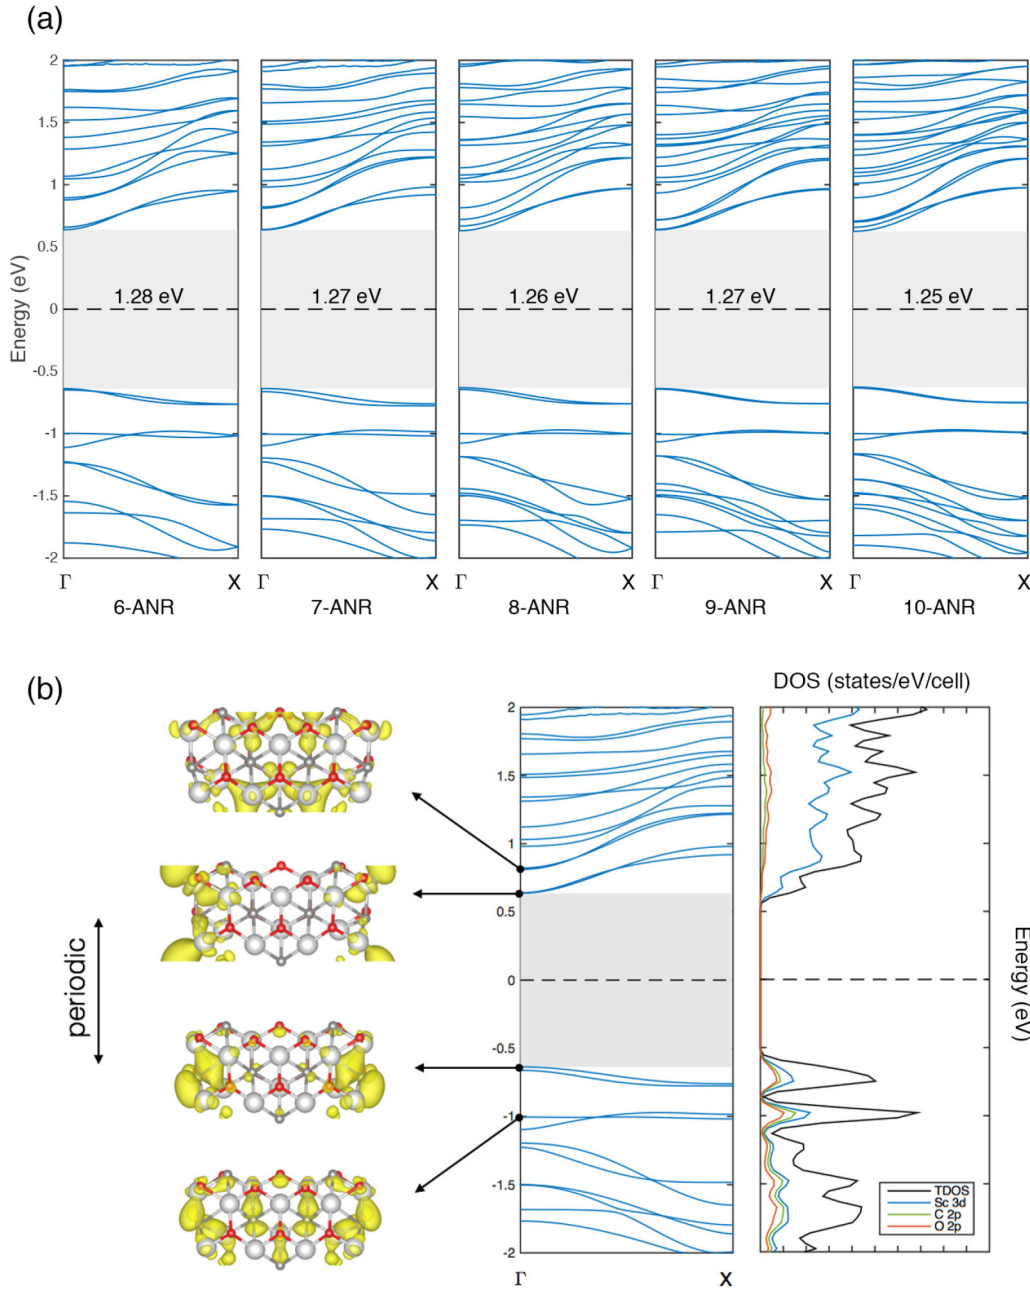 (a)
Energy (eV)
2
1.5
1
0.5
0
-0.5
-1
-1.5
-2
1.28 eV
1.27 eV
1.26 eV
1.27 eV
1.25 eV
Γ X Γ X Γ X Γ X Γ X
6-ANR 7-ANR 8-ANR 9-ANR 10-ANR
(b)
periodic
2
1.5
1
0.5
0
-0.5
-1
-1.5
-2
Γ X
DOS (states/eV/cell)
Energy (eV)
TDOS
Sc 3d
C 2p
O 2p